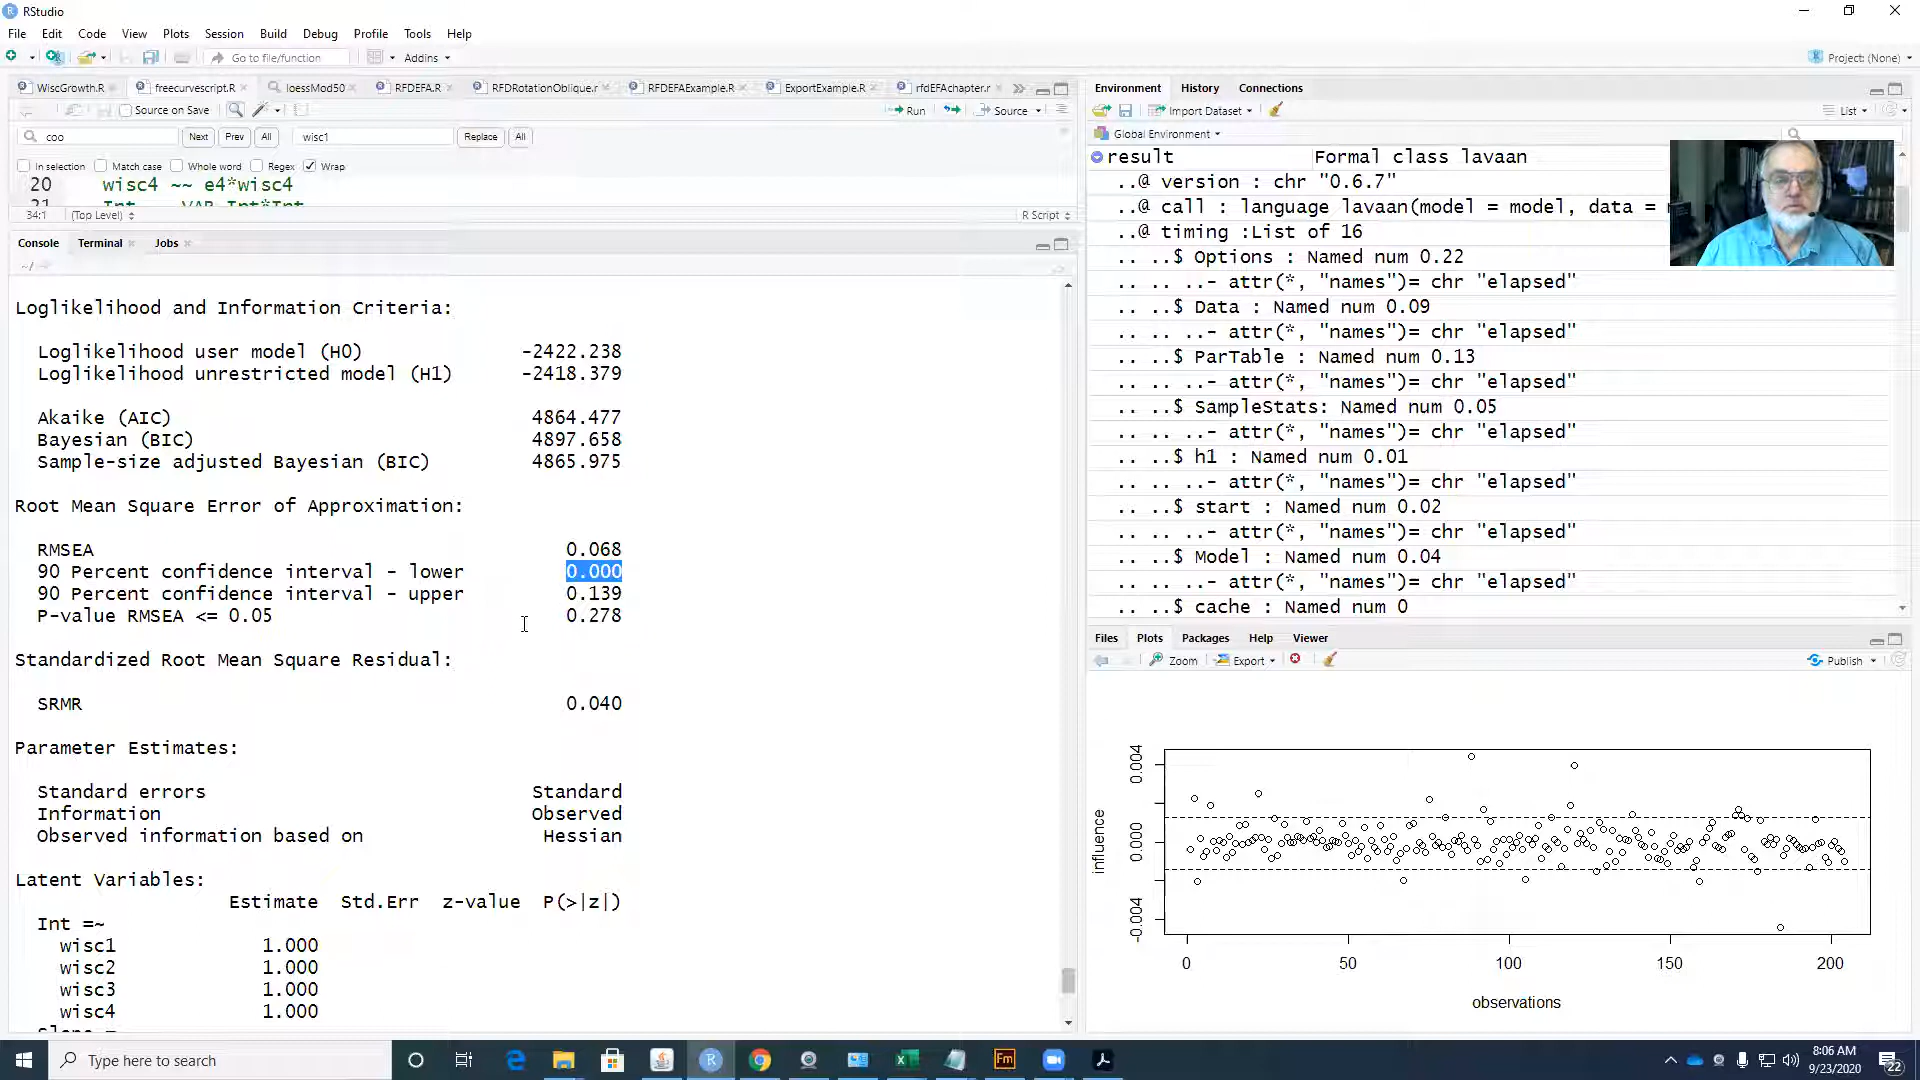 RStudio
File Edit Code View Plots Session Build Debug Profile Tools Help
Go to file/function Addins Project: (None)
WiscGrowth.R freecurvescript.R loessMod50 RFDEFA.R RFDRotationOblique.r RFDEFAExample.R ExportExample.R rfdEFAchapter.r
Source on Save Run Source
coo Next Prev All wisc1 Replace All
In selection Match case Whole word Regex Wrap
20 wisc4 ~~ e4*wisc4
34:1 (Top Level) R Script
Console Terminal Jobs
~/
Loglikelihood and Information Criteria:
Loglikelihood user model (H0) -2422.238
Loglikelihood unrestricted model (H1) -2418.379
Akaike (AIC) 4864.477
Bayesian (BIC) 4897.658
Sample-size adjusted Bayesian (BIC) 4865.975
Root Mean Square Error of Approximation:
RMSEA 0.068
90 Percent confidence interval - lower 0.000
90 Percent confidence interval - upper 0.139
P-value RMSEA <= 0.05 0.278
Standardized Root Mean Square Residual:
SRMR 0.040
Parameter Estimates:
Standard errors Standard
Information Observed
Observed information based on Hessian
Latent Variables:
Estimate Std.Err z-value P(>|z|)
Int =~
wisc1 1.000
wisc2 1.000
wisc3 1.000
wisc4 1.000
Environment History Connections
Import Dataset List
Global Environment
result Formal class lavaan
..@ version : chr "0.6.7"
..@ call : language lavaan(model = model, data =
..@ timing :List of 16
.. ..$ Options : Named num 0.22
.. .. ..- attr(*, "names")= chr "elapsed"
.. ..$ Data : Named num 0.09
.. .. ..- attr(*, "names")= chr "elapsed"
.. ..$ ParTable : Named num 0.13
.. .. ..- attr(*, "names")= chr "elapsed"
.. ..$ SampleStats: Named num 0.05
.. .. ..- attr(*, "names")= chr "elapsed"
.. ..$ h1 : Named num 0.01
.. .. ..- attr(*, "names")= chr "elapsed"
.. ..$ start : Named num 0.02
.. .. ..- attr(*, "names")= chr "elapsed"
.. ..$ Model : Named num 0.04
.. .. ..- attr(*, "names")= chr "elapsed"
.. ..$ cache : Named num 0
Files Plots Packages Help Viewer
Zoom Export Publish
influence
0.004
0.000
-0.004
0 50 100 150 200
observations
Type here to search
Fm
8:06 AM
9/23/2020
22